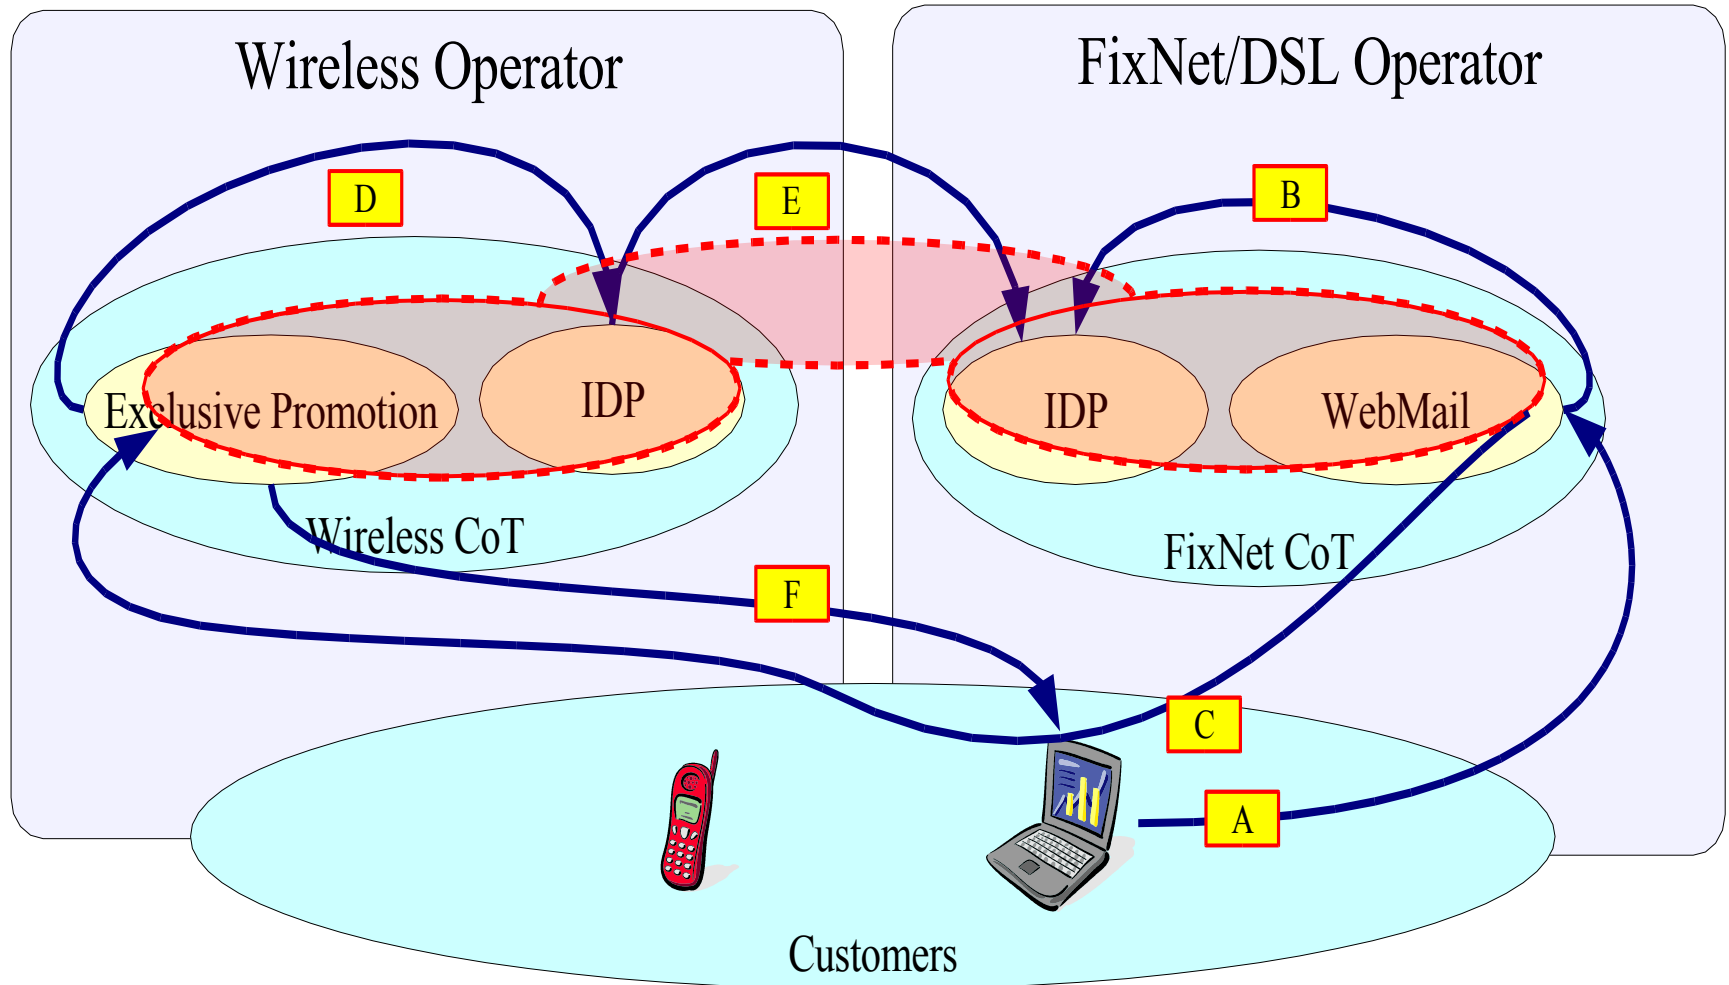 Wireless Operator
FixNet/DSL Operator
D
E
B
Exclusive Promotion
IDP
IDP
WebMail
Wireless CoT
FixNet CoT
F
C
A
Customers